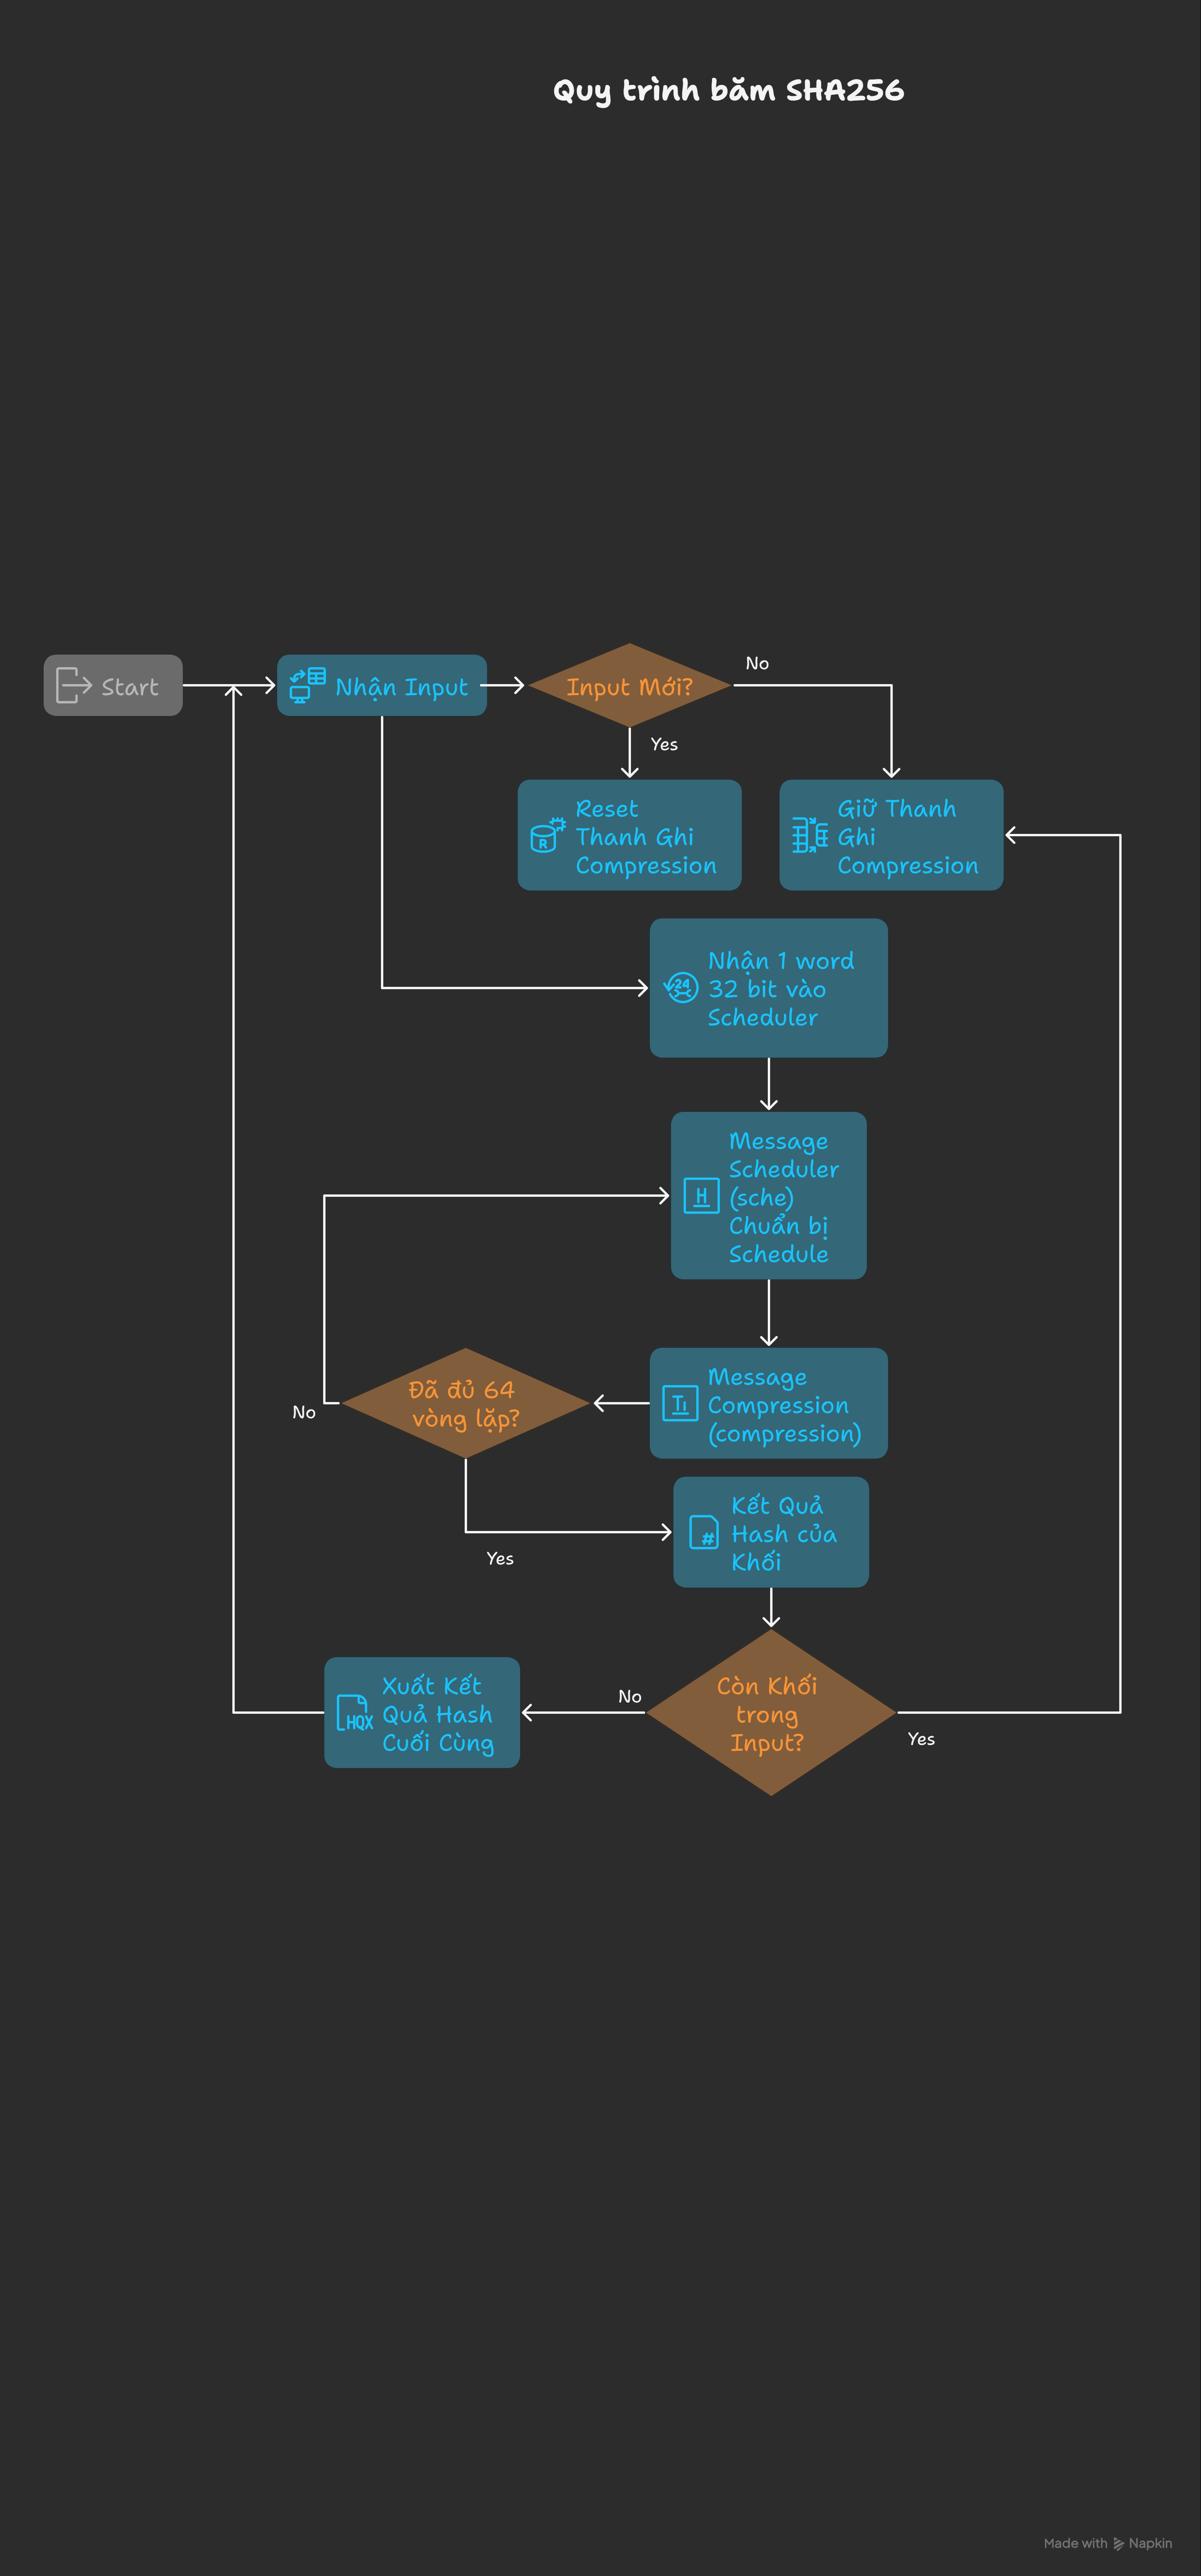 Quy trình băm SHA256
Start
Nhận Input
Input Mới?
No
Yes
Reset
Thanh Ghi
Compression
R
Giữ Thanh
Ghi
Compression
Nhận 1 word
32 bit vào
Scheduler
24
Message
Scheduler
(sche)
Chuẩn bị
Schedule
H
Message
Compression
(compression)
T1
Đã đủ 64
vòng lặp?
No
Yes
Kết Quả
Hash của
Khối
#
Còn Khối
trong
Input?
No
Yes
Xuất Kết
Quả Hash
Cuối Cùng
HQX
Made with Napkin